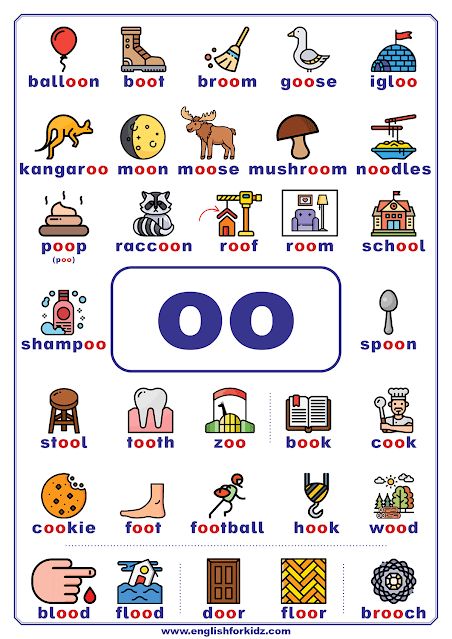 balloon boot broom goose igloo
kangaroo moon moose mushroom noodles
poop raccoon roof room school
(poo)
oo
shampoo spoon
stool tooth zoo book cook
cookie foot football hook wood
blood flood door floor brooch
www.englishforkidz.com